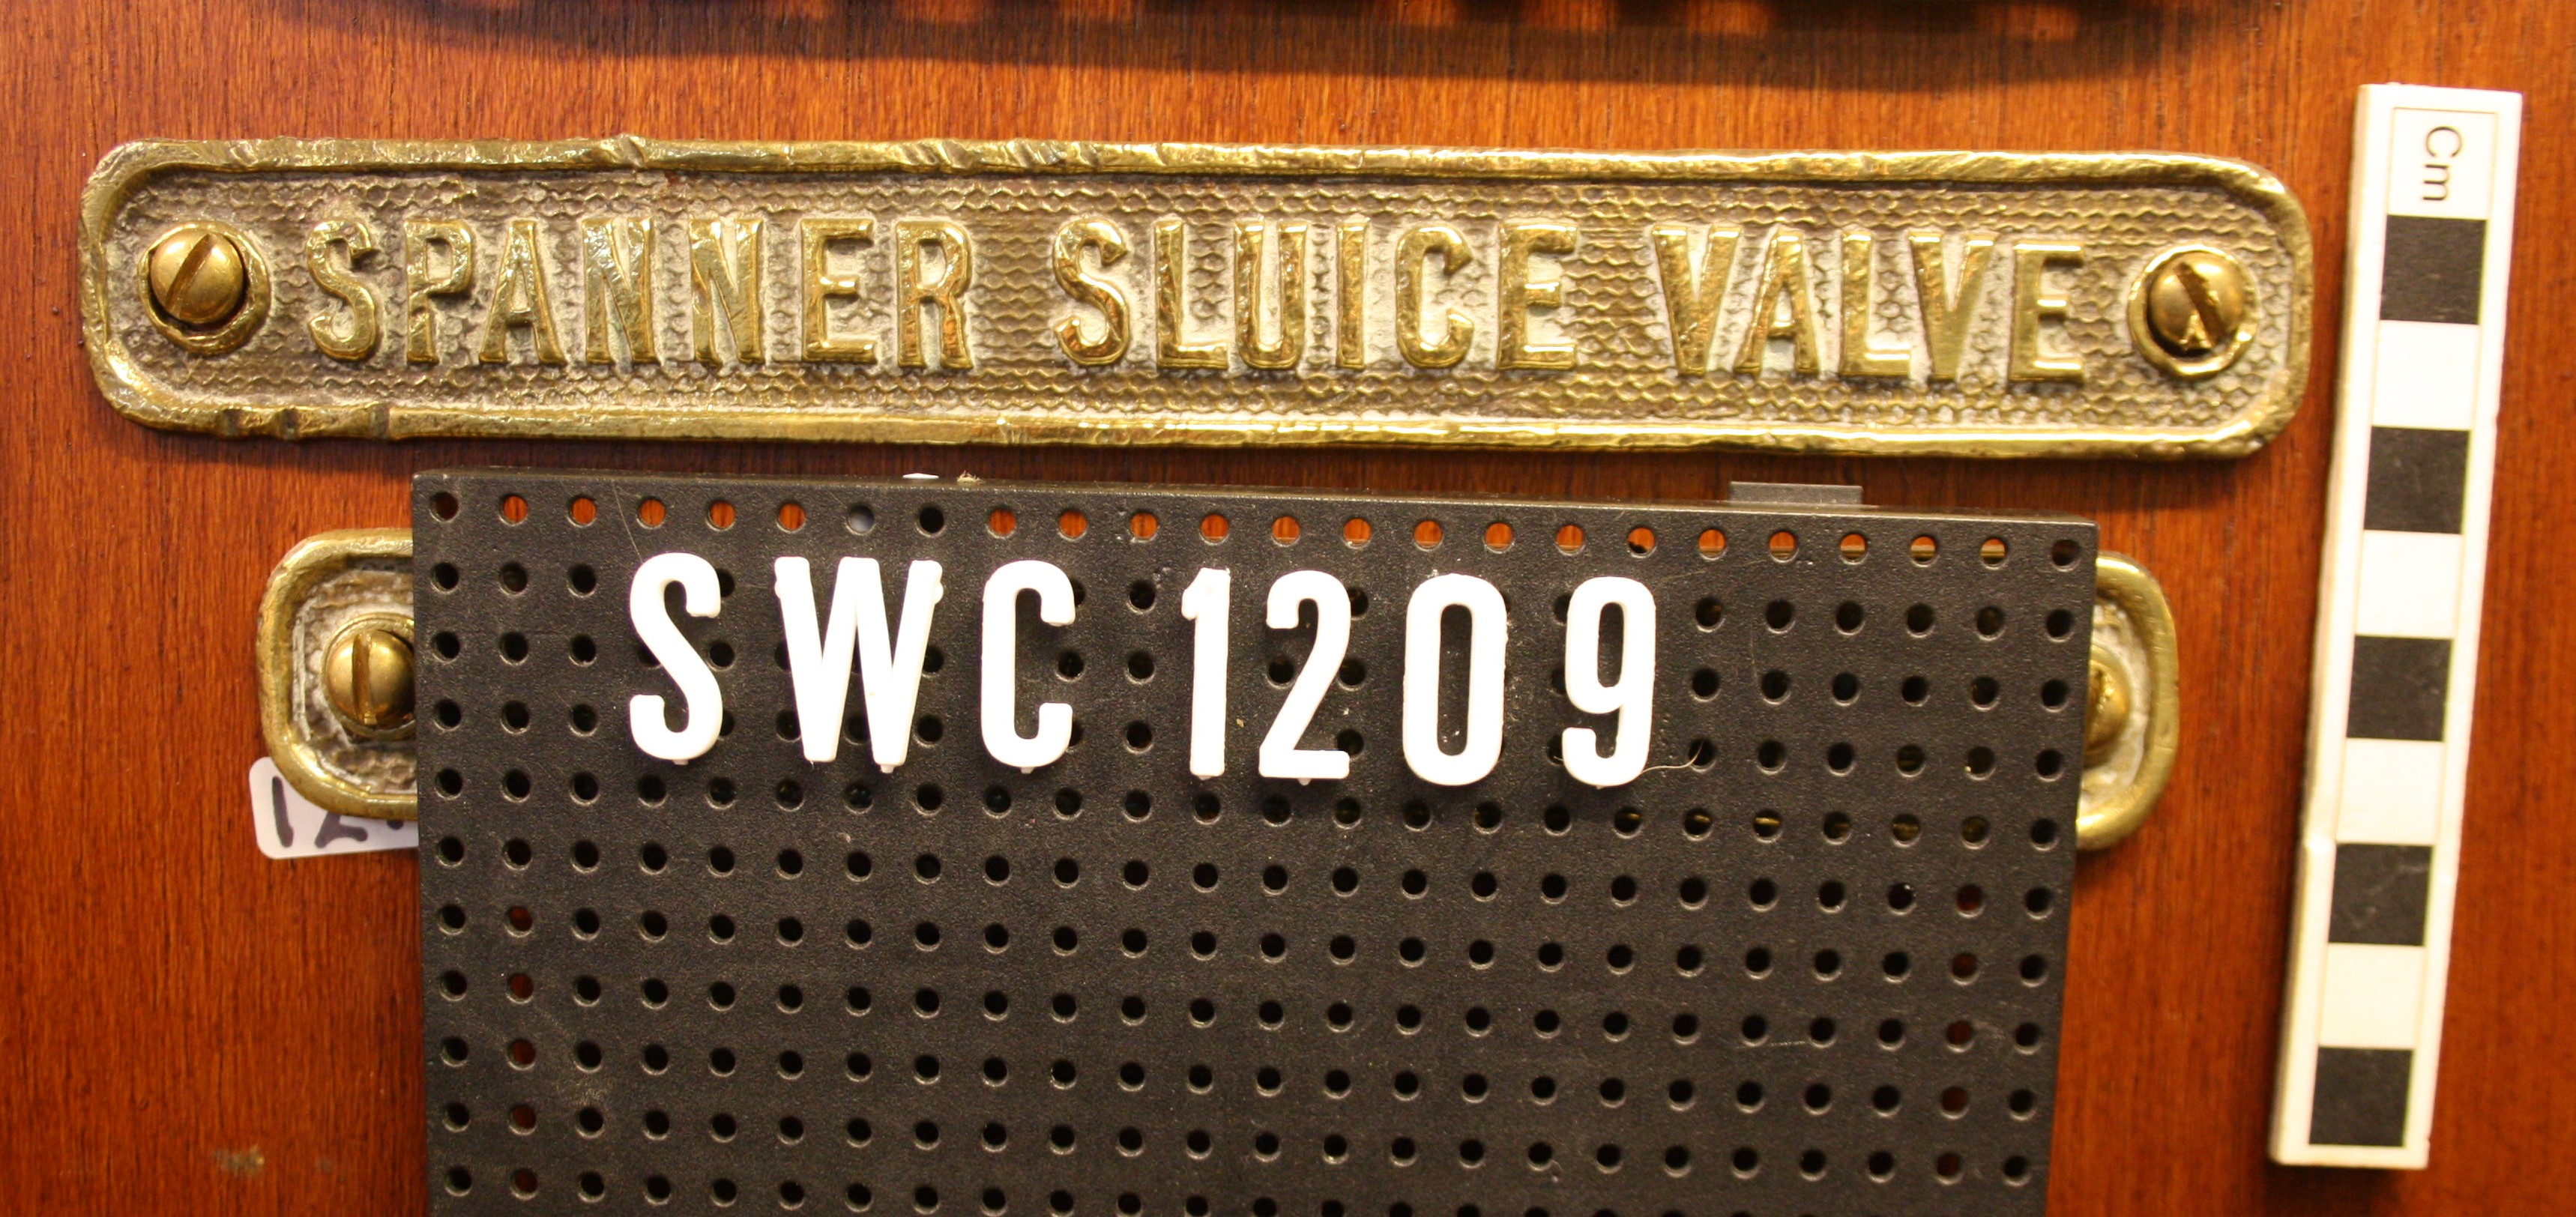 SPANNER SLUICE VALVE
Cm
SWC 1209